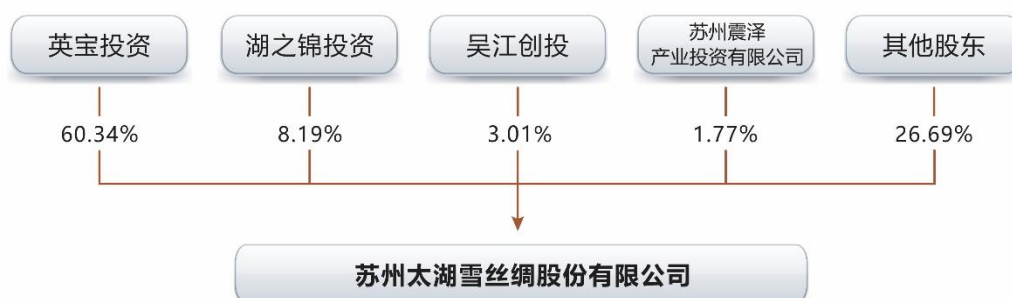 英宝投资
湖之锦投资
吴江创投
苏州震泽
产业投资有限公司
其他股东
60.34%
8.19%
3.01%
1.77%
26.69%
苏州太湖雪丝绸股份有限公司